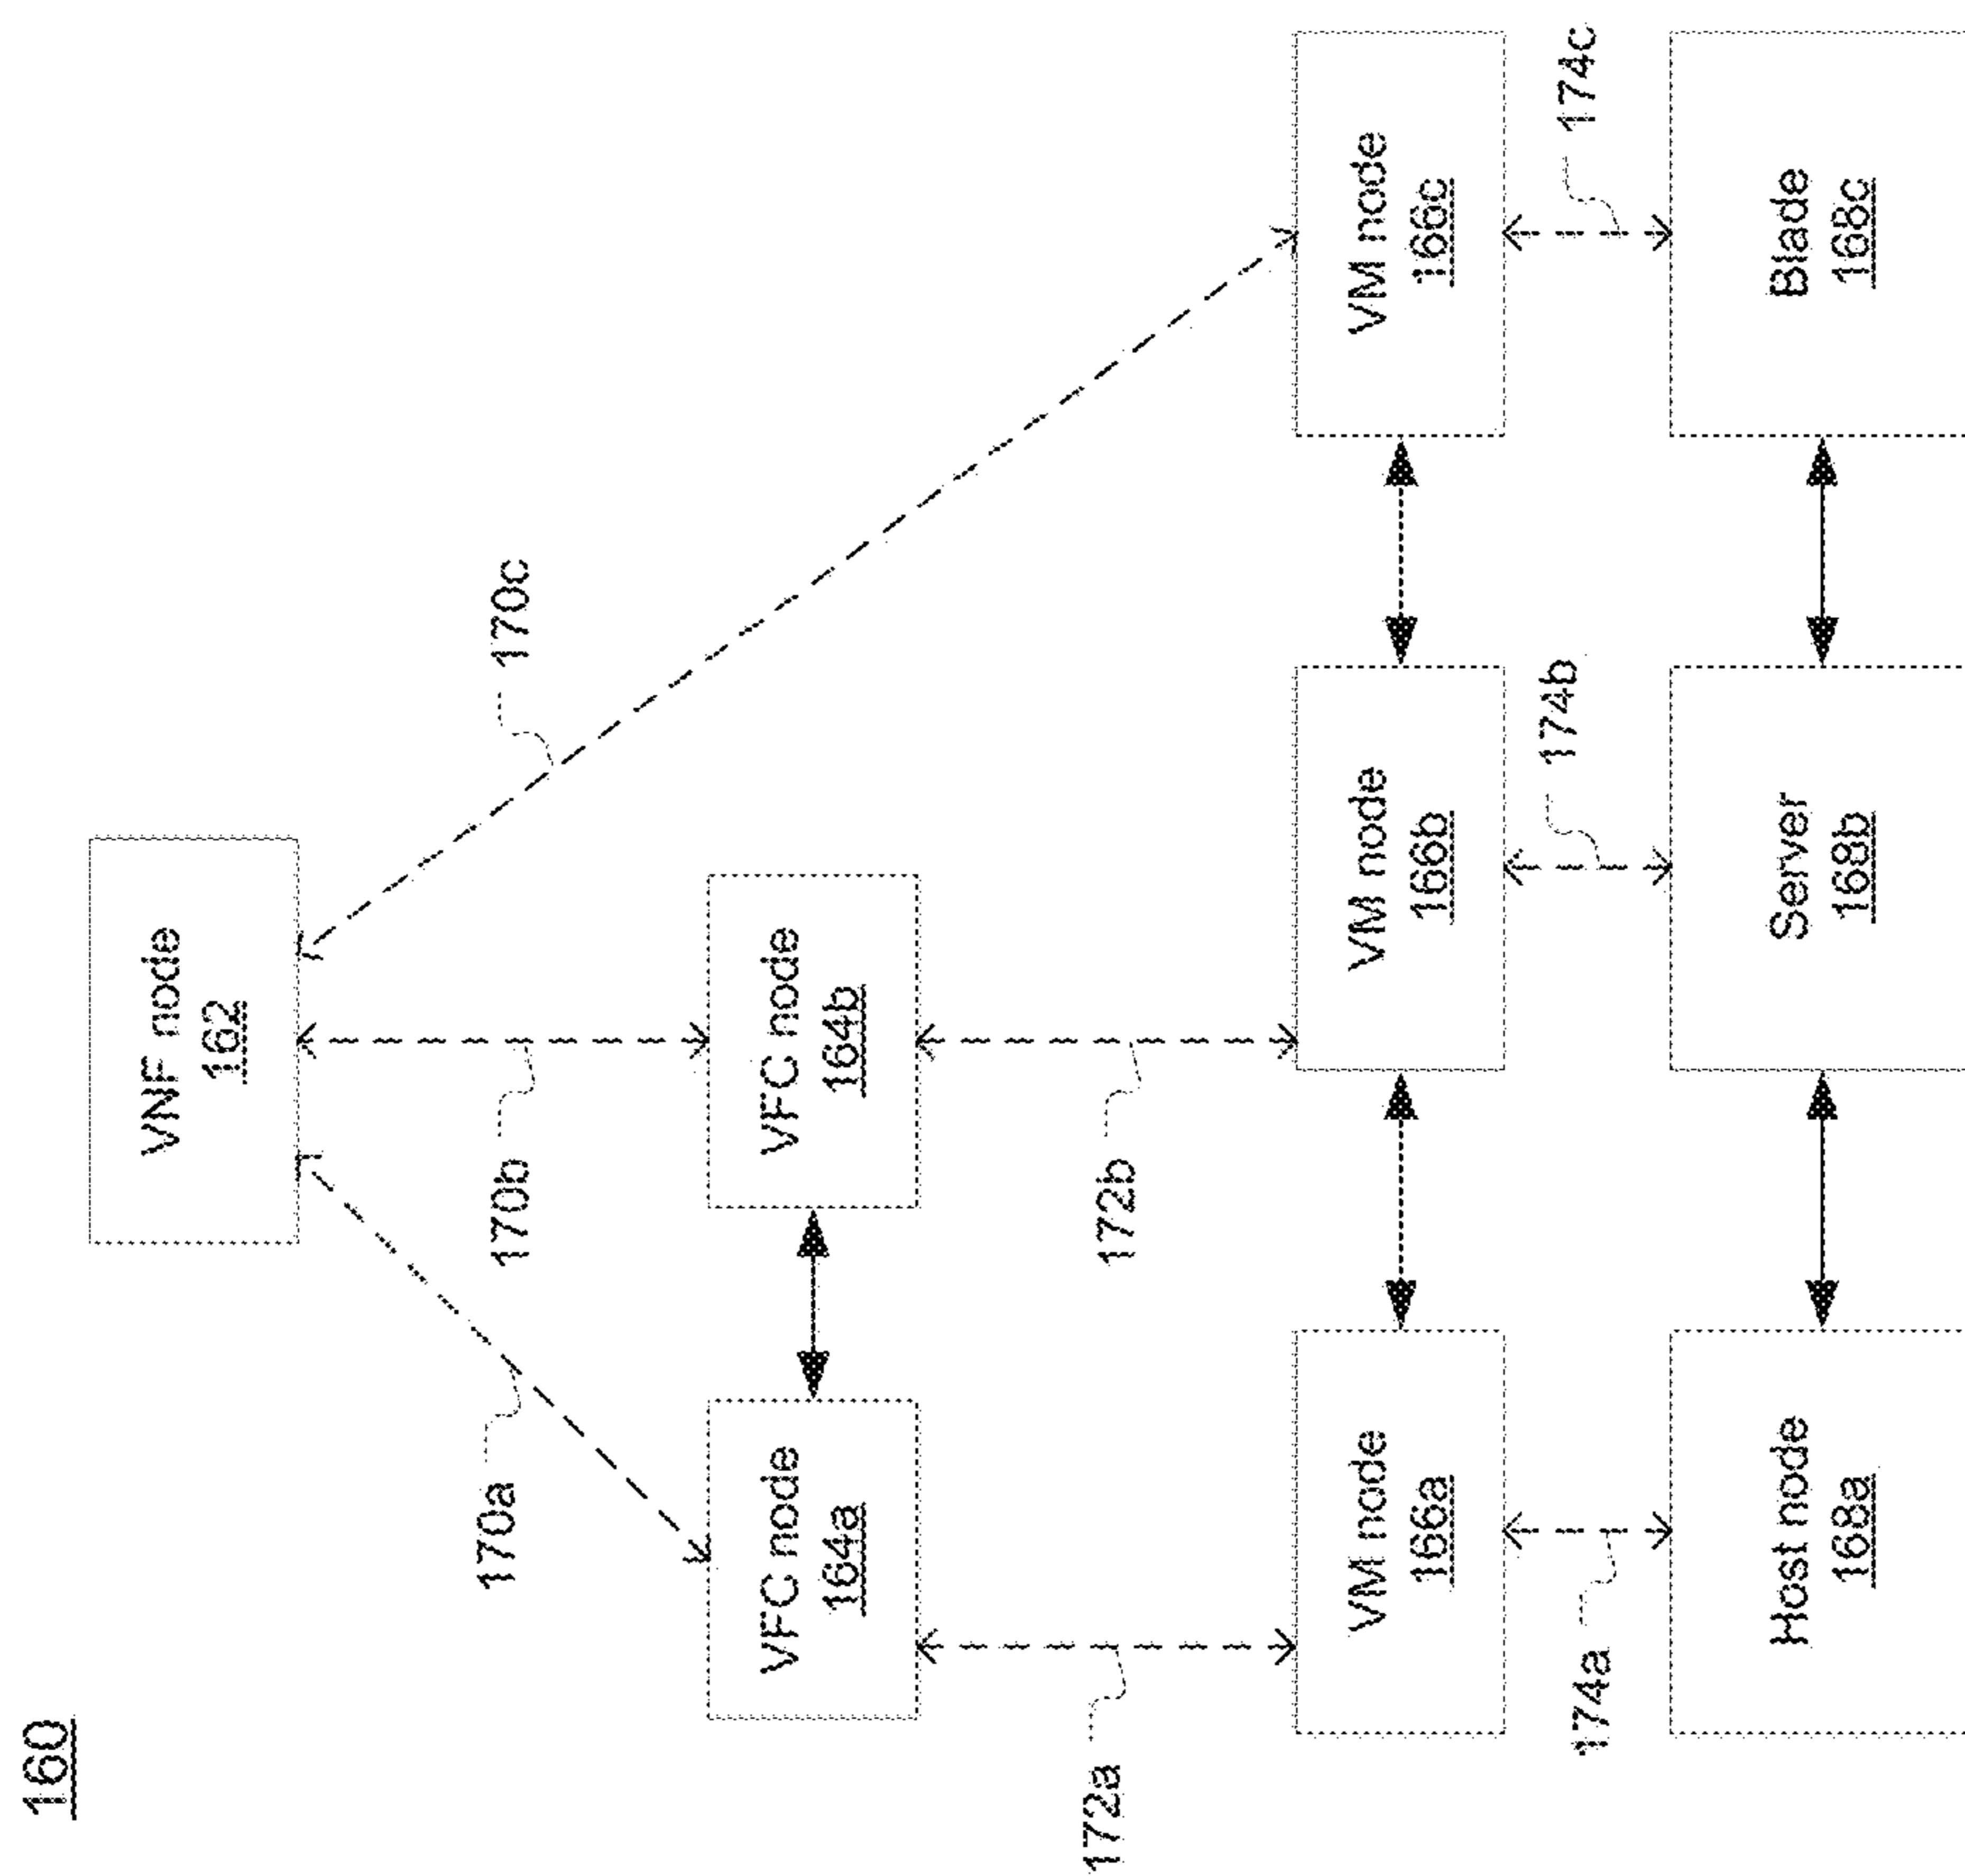 160
VNF node
162
170a
170b
170c
VFC node
164a
VFC node
164b
172a
172b
VM node
166a
VM node
166b
VM node
166c
174a
174b
174c
Host node
168a
Server
168b
Blade
168c